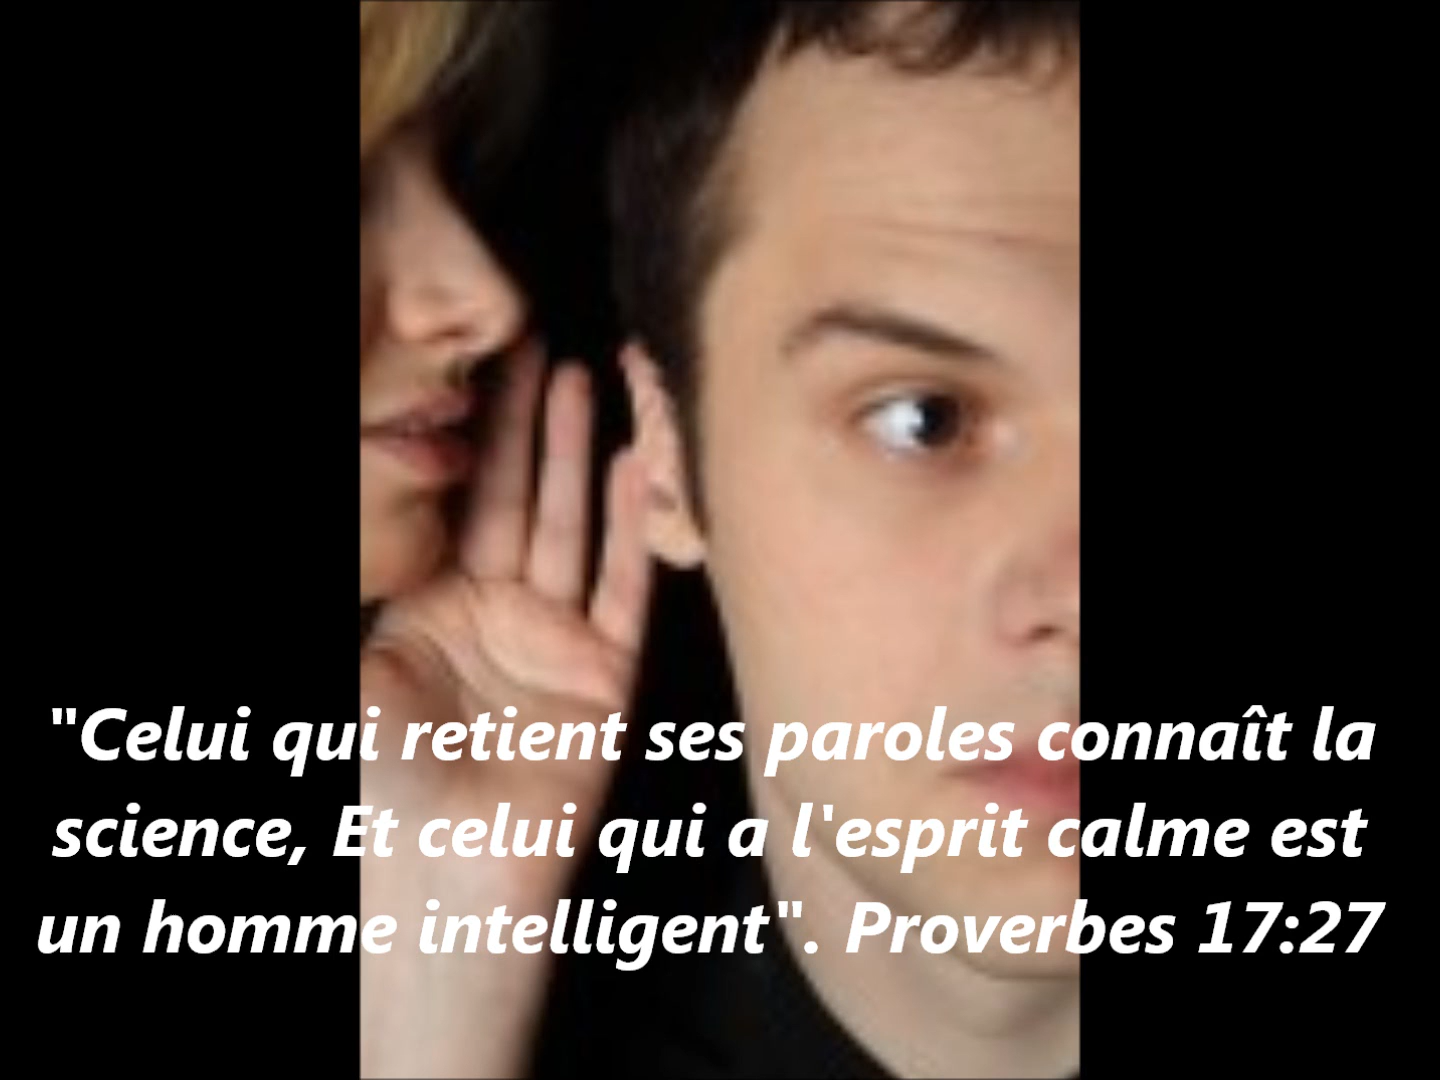 "Celui qui retient ses paroles connaît la
science, Et celui qui a l'esprit calme est
un homme intelligent". Proverbes 17:27